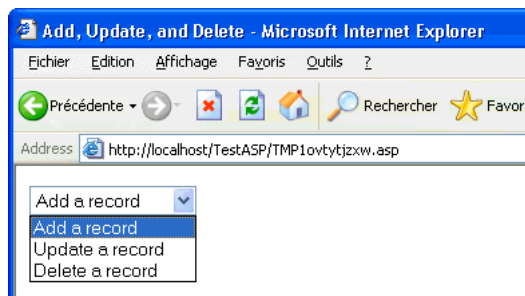 Add, Update, and Delete - Microsoft Internet Explorer
Fichier Edition Affichage Favoris Outils ?
Précédente Rechercher Favor
Address http://localhost/TestASP/TMP1ovtytjzxw.asp
Add a record
Add a record
Update a record
Delete a record